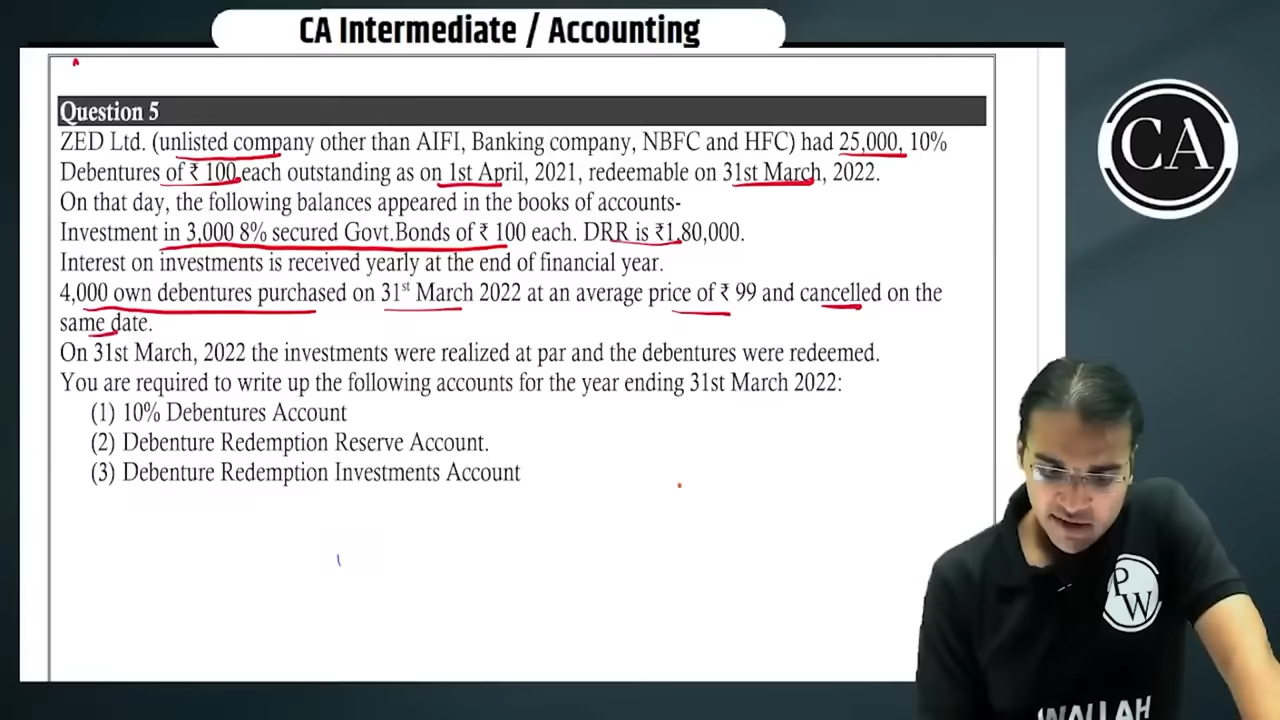 CA Intermediate / Accounting
Question 5
ZED Ltd. (unlisted company other than AIFI, Banking company, NBFC and HFC) had 25,000, 10%
Debentures of ₹ 100 each outstanding as on 1st April, 2021, redeemable on 31st March, 2022.
On that day, the following balances appeared in the books of accounts-
Investment in 3,000 8% secured Govt.Bonds of ₹ 100 each. DRR is ₹1,80,000.
Interest on investments is received yearly at the end of financial year.
4,000 own debentures purchased on 31st March 2022 at an average price of ₹ 99 and cancelled on the
same date.
On 31st March, 2022 the investments were realized at par and the debentures were redeemed.
You are required to write up the following accounts for the year ending 31st March 2022:
(1) 10% Debentures Account
(2) Debenture Redemption Reserve Account.
(3) Debenture Redemption Investments Account
CA
PW
WALLAH